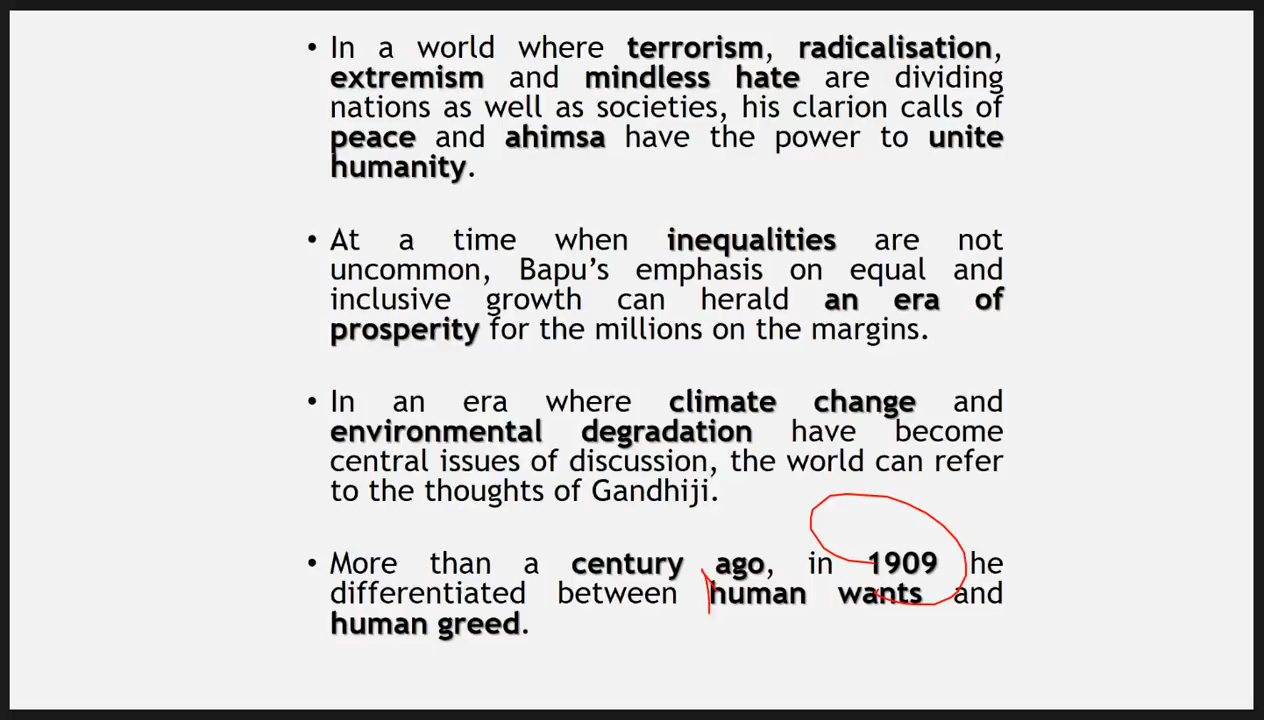 • In a world where terrorism, radicalisation,
extremism and mindless hate are dividing
nations as well as societies, his clarion calls of
peace and ahimsa have the power to unite
humanity.
• At a time when inequalities are not
uncommon, Bapu’s emphasis on equal and
inclusive growth can herald an era of
prosperity for the millions on the margins.
• In an era where climate change and
environmental degradation have become
central issues of discussion, the world can refer
to the thoughts of Gandhiji.
• More than a century ago, in 1909 he
differentiated between human wants and
human greed.